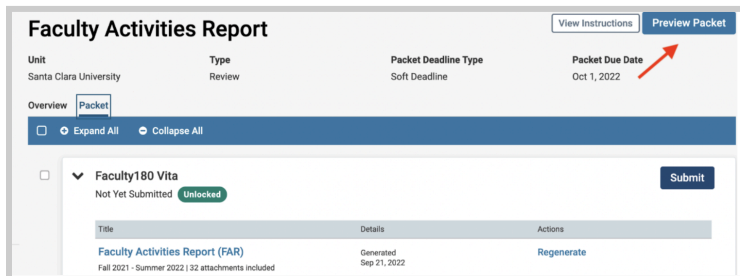 Faculty Activities Report
View Instructions
Preview Packet
Unit
Type
Packet Deadline Type
Packet Due Date
Santa Clara University
Review
Soft Deadline
Oct 1, 2022
Overview
Packet
Expand All
Collapse All
Faculty180 Vita
Submit
Not Yet Submitted Unlocked
Title
Details
Actions
Faculty Activities Report (FAR)
Generated
Regenerate
Sep 21, 2022
Fall 2021 - Summer 2022 | 32 attachments included